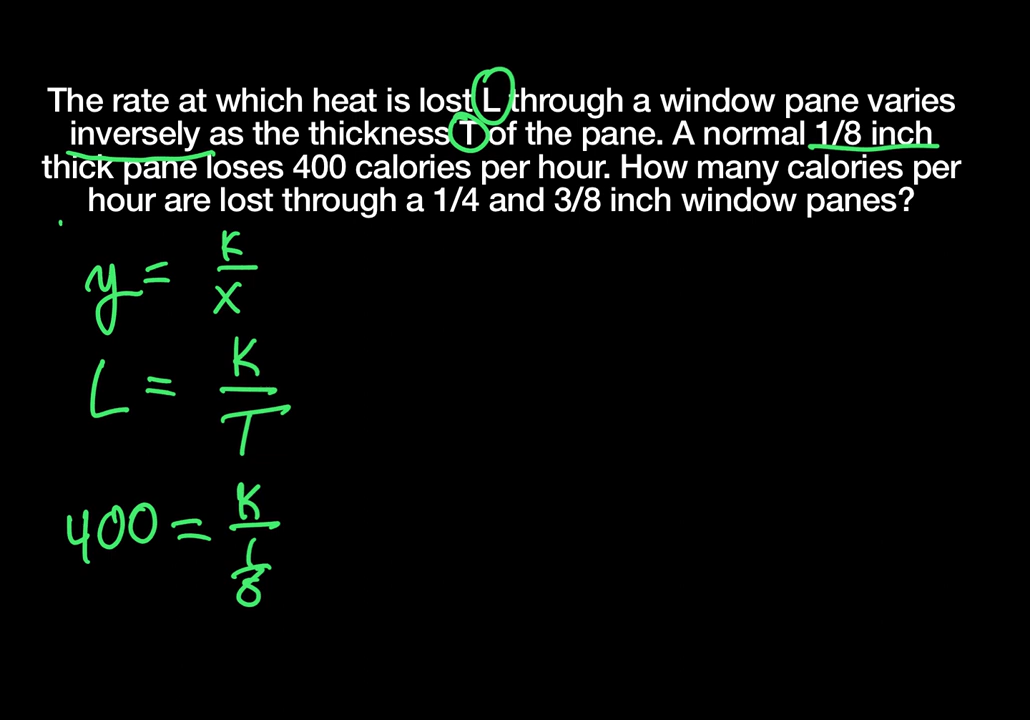 The rate at which heat is lost L through a window pane varies
inversely as the thickness T of the pane. A normal 1/8 inch
thick pane loses 400 calories per hour. How many calories per
hour are lost through a 1/4 and 3/8 inch window panes?
y = K/X
L = K/T
400 = K/(1/8)